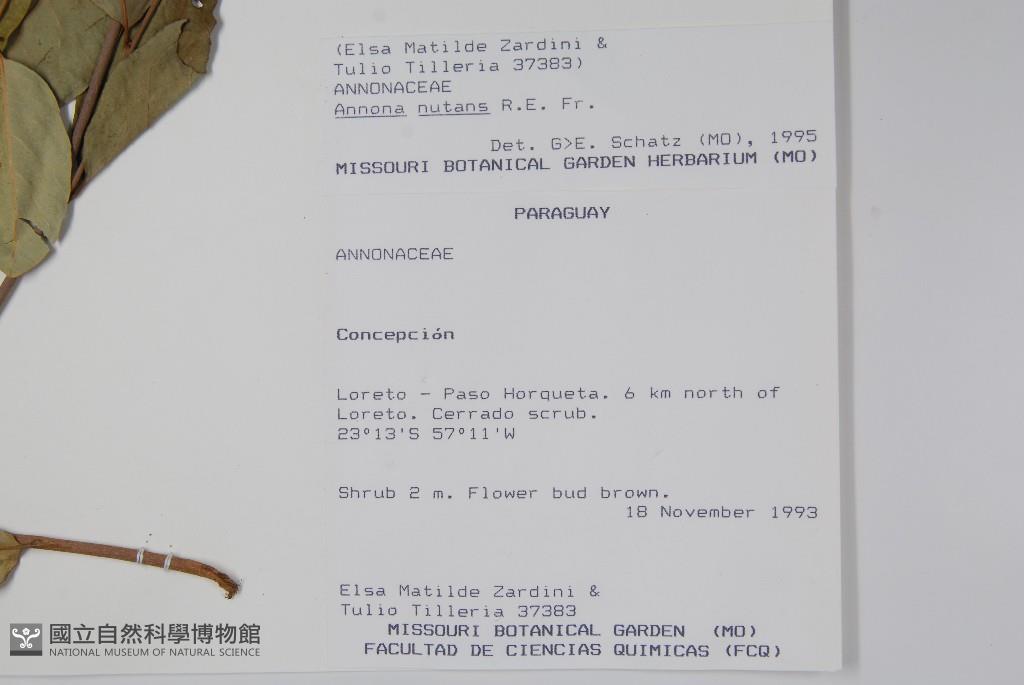 (Elsa Matilde Zardini &
Tulio Tilleria 37383)
ANNONACEAE
Annona nutans R.E. Fr.
Det. G>E. Schatz (MO), 1995
MISSOURI BOTANICAL GARDEN HERBARIUM (MO)
PARAGUAY
ANNONACEAE
Concepción
Loreto - Paso Horqueta. 6 km north of
Loreto. Cerrado scrub.
23°13'S 57°11'W
Shrub 2 m. Flower bud brown.
18 November 1993
Elsa Matilde Zardini &
Tulio Tilleria 37383
MISSOURI BOTANICAL GARDEN (MO)
FACULTAD DE CIENCIAS QUIMICAS (FCQ)
國立自然科學博物館
NATIONAL MUSEUM OF NATURAL SCIENCE